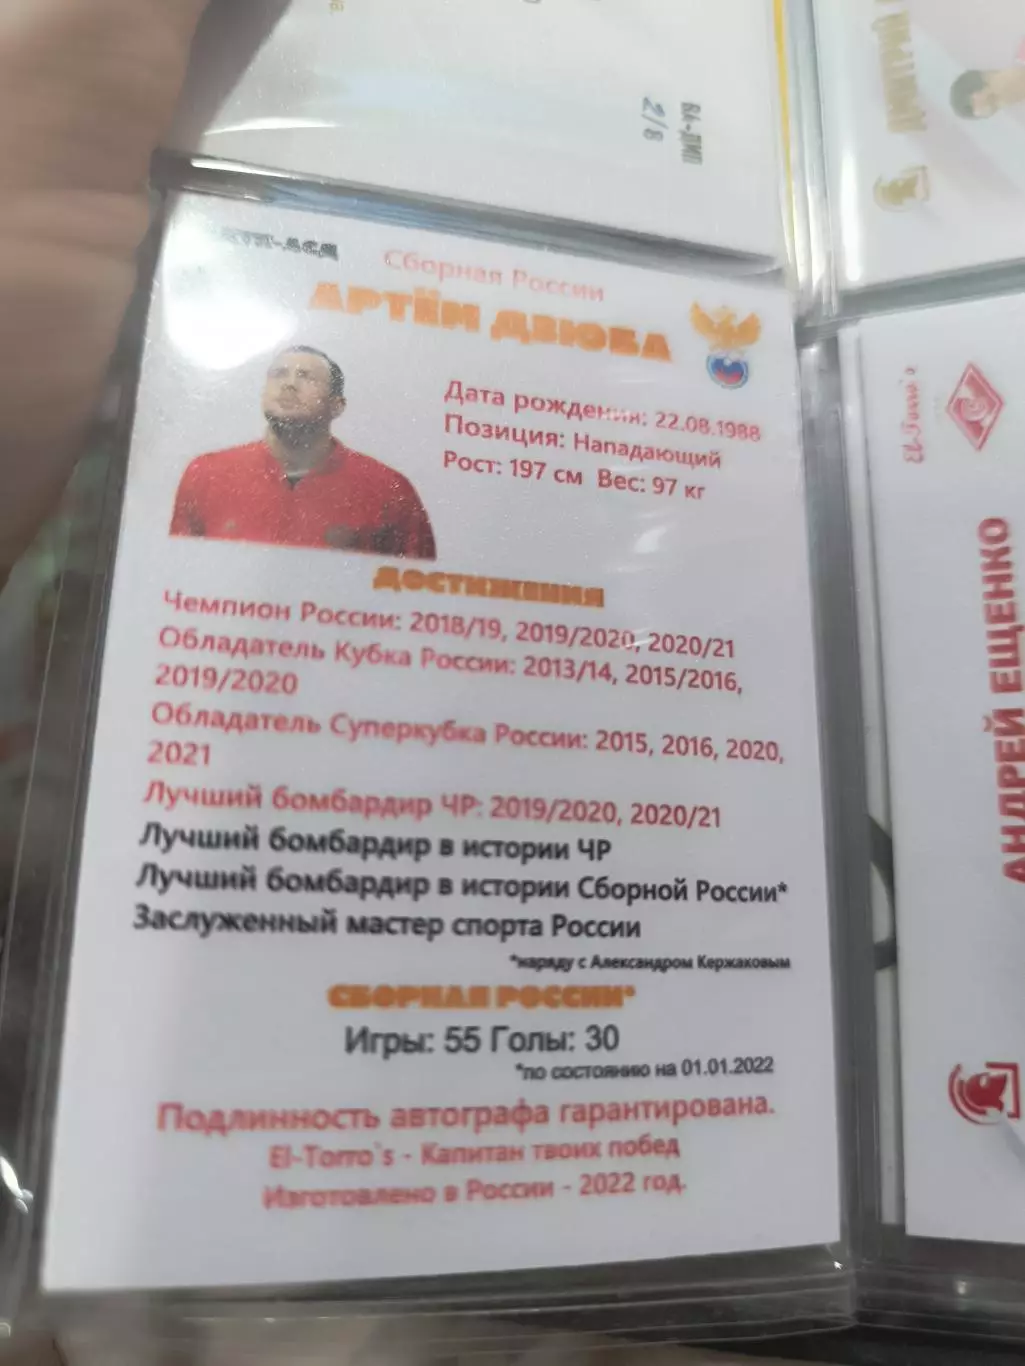 ВА-ДИП
2/8
Сборная России
АРТЁМ ДЗЮБА
Дата рождения: 22.08.1988
Позиция: Нападающий
Рост: 197 см Вес: 97 кг
ДОСТИЖЕНИЯ
Чемпион России: 2018/19, 2019/2020, 2020/21
Обладатель Кубка России: 2013/14, 2015/2016,
2019/2020
Обладатель Суперкубка России: 2015, 2016, 2020,
2021
Лучший бомбардир ЧР: 2019/2020, 2020/21
Лучший бомбардир в истории ЧР
Лучший бомбардир в истории Сборной России*
Заслуженный мастер спорта России
*наряду с Александром Кержаковым
СБОРНАЯ РОССИИ*
Игры: 55 Голы: 30
*по состоянию на 01.01.2022
Подлинность автографа гарантирована.
El-Torro`s - Капитан твоих побед
Изготовлено в России - 2022 год.
АНДРЕЙ ЕЩЕНКО